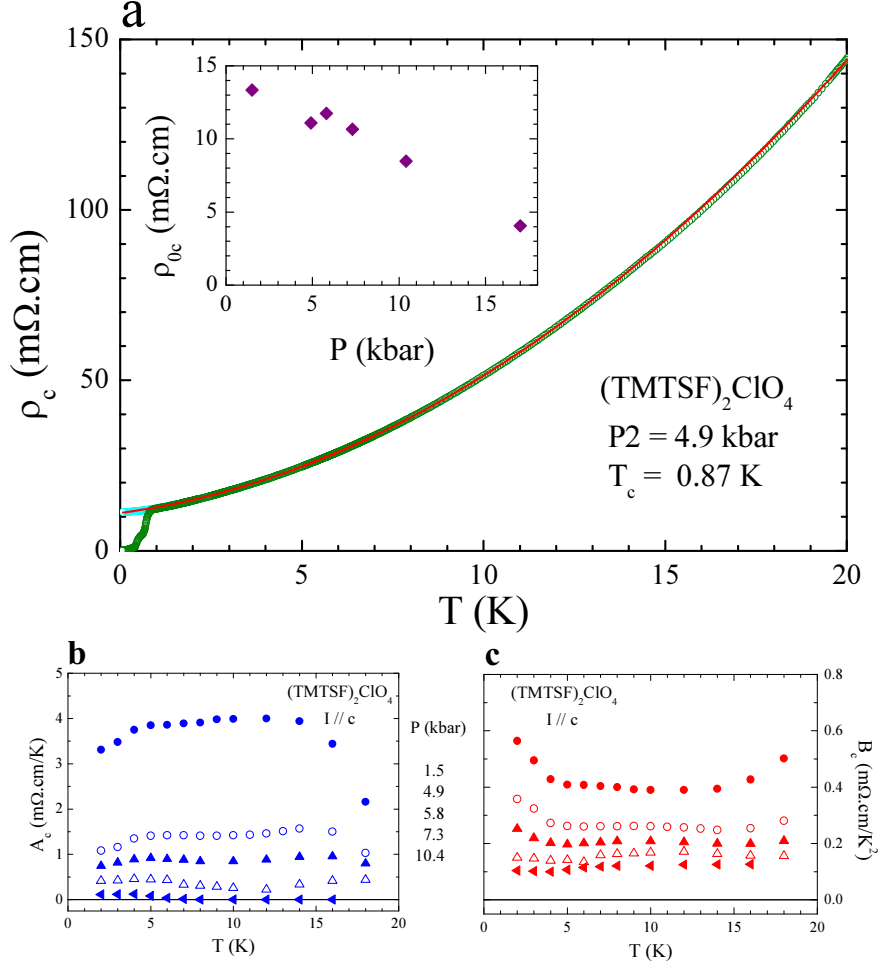 a
150
100
50
0
ρc (mΩ.cm)
0 5 10 15 20
T (K)
15
10
5
0
ρ0c (mΩ.cm)
0 5 10 15
P (kbar)
(TMTSF)2ClO4
P2 = 4.9 kbar
Tc = 0.87 K
b
5
4
3
2
1
0
Ac (mΩ.cm/K)
(TMTSF)2ClO4
I // c
0 5 10 15 20
T (K)
P (kbar)
1.5
4.9
5.8
7.3
10.4
c
(TMTSF)2ClO4
I // c
0.8
0.6
0.4
0.2
0.0
Bc (mΩ.cm/K2)
0 5 10 15 20
T (K)